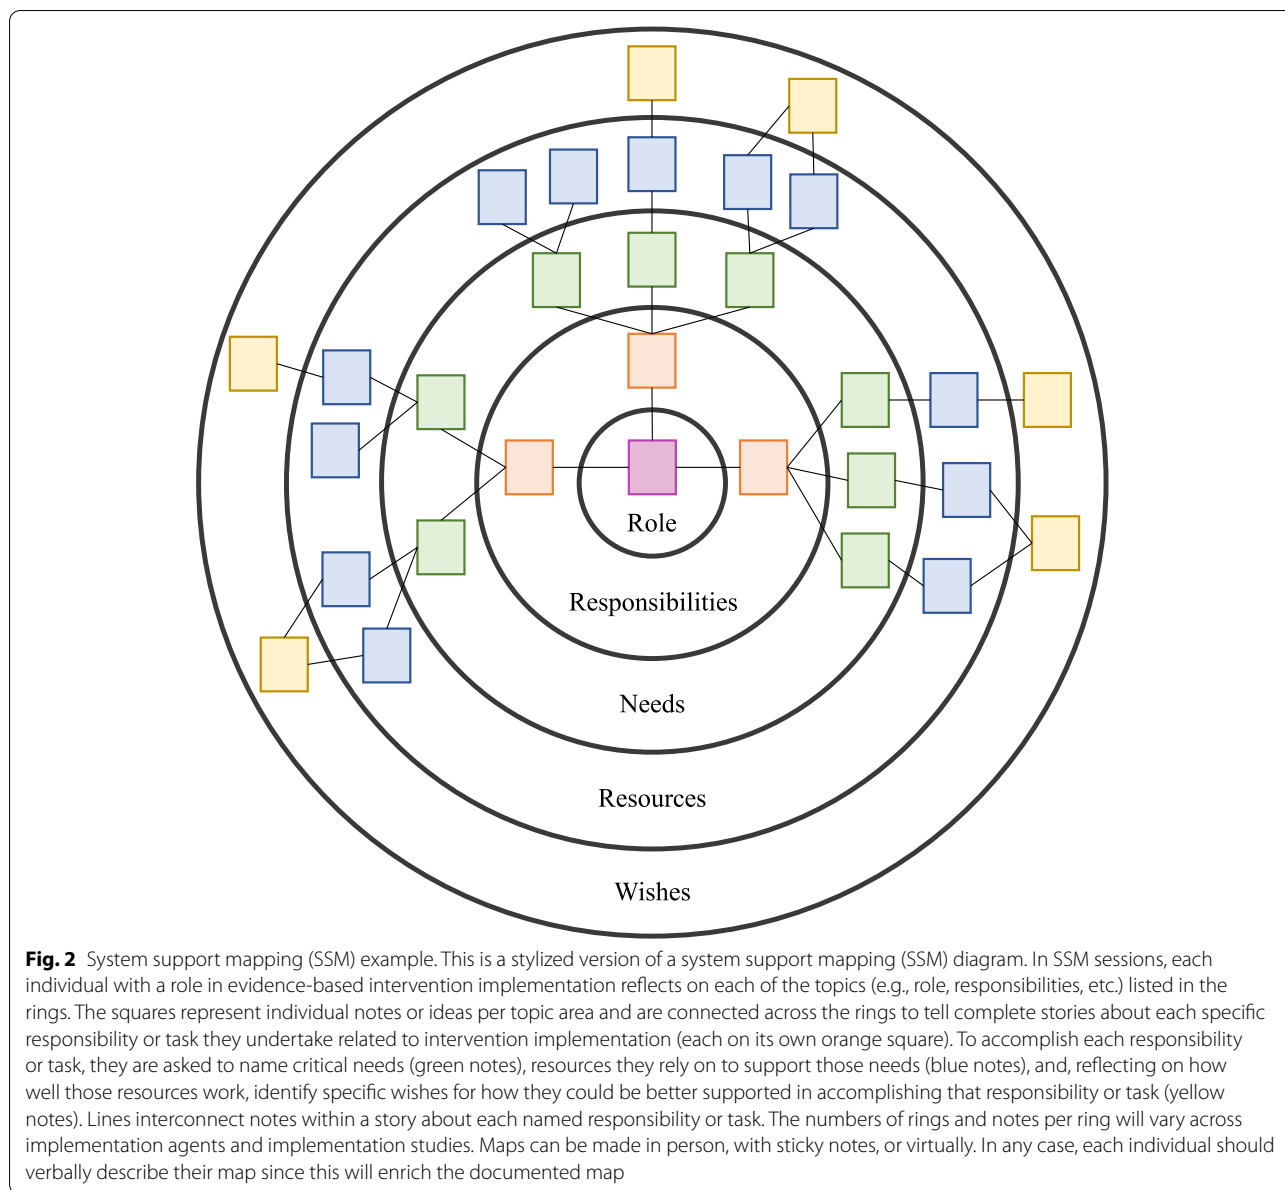 Role
Responsibilities
Needs
Resources
Wishes
Fig. 2 System support mapping (SSM) example. This is a stylized version of a system support mapping (SSM) diagram. In SSM sessions, each
individual with a role in evidence-based intervention implementation reflects on each of the topics (e.g., role, responsibilities, etc.) listed in the
rings. The squares represent individual notes or ideas per topic area and are connected across the rings to tell complete stories about each specific
responsibility or task they undertake related to intervention implementation (each on its own orange square). To accomplish each responsibility
or task, they are asked to name critical needs (green notes), resources they rely on to support those needs (blue notes), and, reflecting on how
well those resources work, identify specific wishes for how they could be better supported in accomplishing that responsibility or task (yellow
notes). Lines interconnect notes within a story about each named responsibility or task. The numbers of rings and notes per ring will vary across
implementation agents and implementation studies. Maps can be made in person, with sticky notes, or virtually. In any case, each individual should
verbally describe their map since this will enrich the documented map